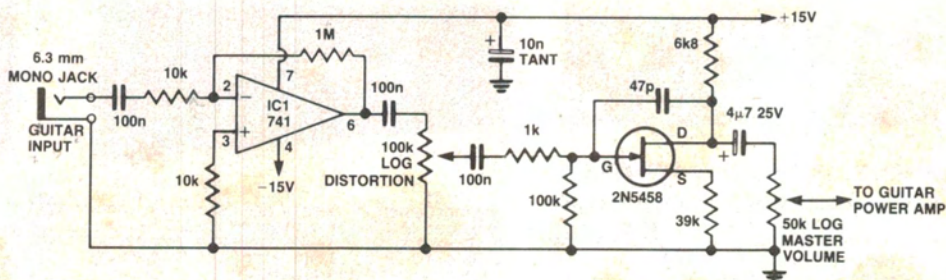 +15V
1M
6k8
10n
TANT
6.3 mm
MONO JACK
10k
7
47p
4µ7 25V
100n
2
−
IC1
741
6
100n
GUITAR
INPUT
100n
3
+
4
100k
LOG
DISTORTION
1k
D
+
G
S
−15V
100n
2N5458
TO GUITAR
POWER AMP
10k
100k
39k
50k LOG
MASTER
VOLUME
+